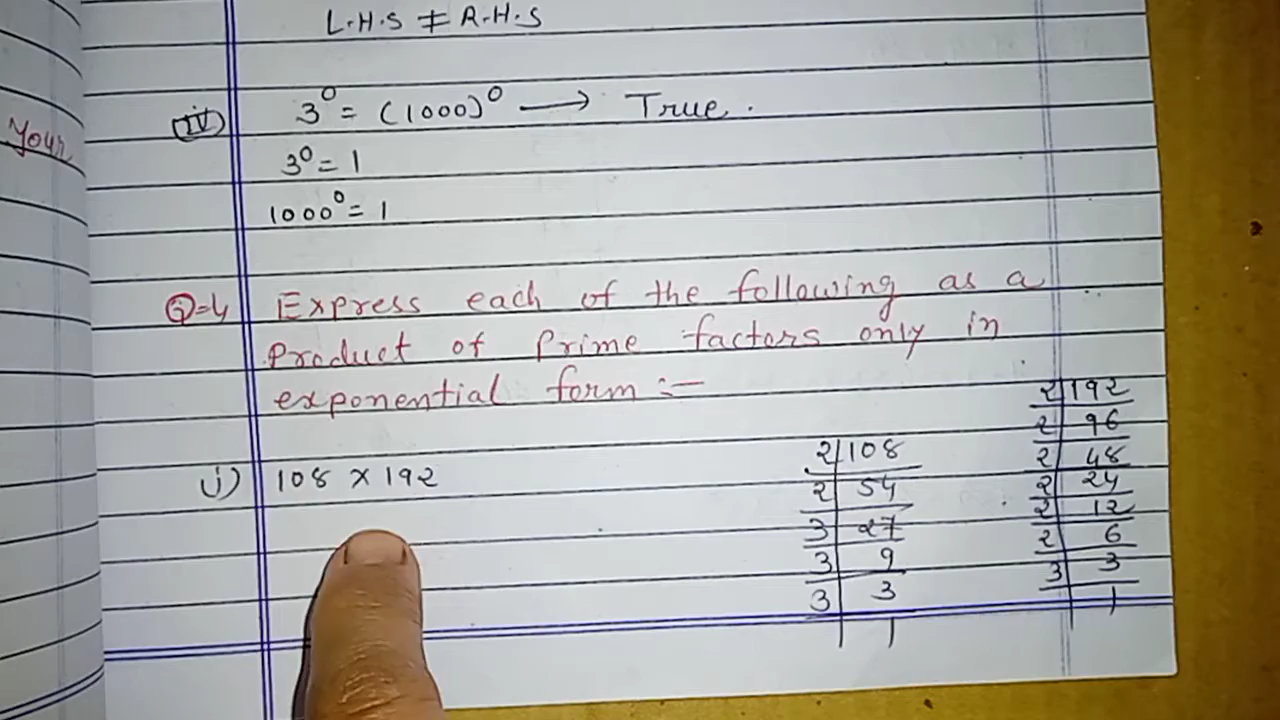 L.H.S ≠ R.H.S
Your
(iv) 3⁰ = (1000)⁰ → True.
3⁰ = 1
1000⁰ = 1
Q=4 Express each of the following as a
Product of Prime factors only in
exponential form :-
(i) 108 x 192
2 | 108
2 | 54
3 | 27
3 | 9
3 | 3
| 1
2 | 192
2 | 96
2 | 48
2 | 24
2 | 12
2 | 6
3 | 3
| 1